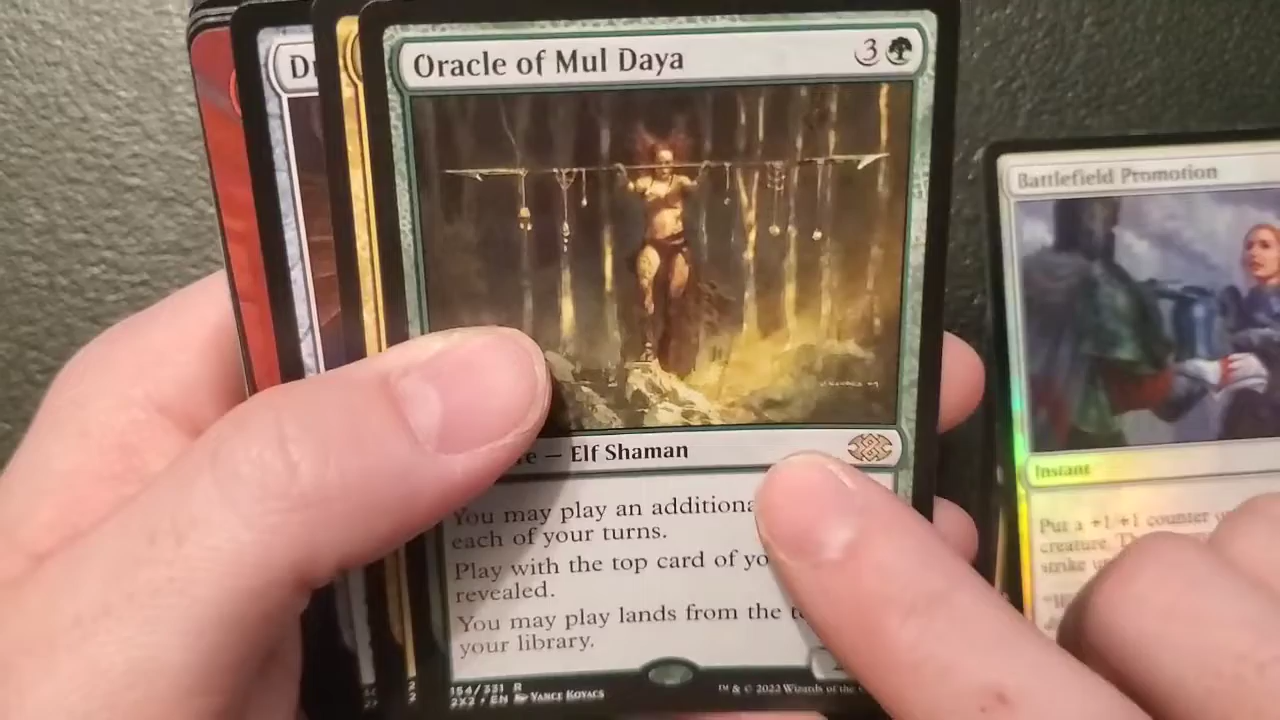 Oracle of Mul Daya
3
Elf Shaman
You may play an additiona
each of your turns.
Play with the top card of yo
revealed.
You may play lands from the t
your library.
154/331 R
2X2 • EN VANCE KOVACS
™ & © 2022 Wizards of the
Battlefield Promotion
Instant
Put a +1/+1 counter
creature.
strike